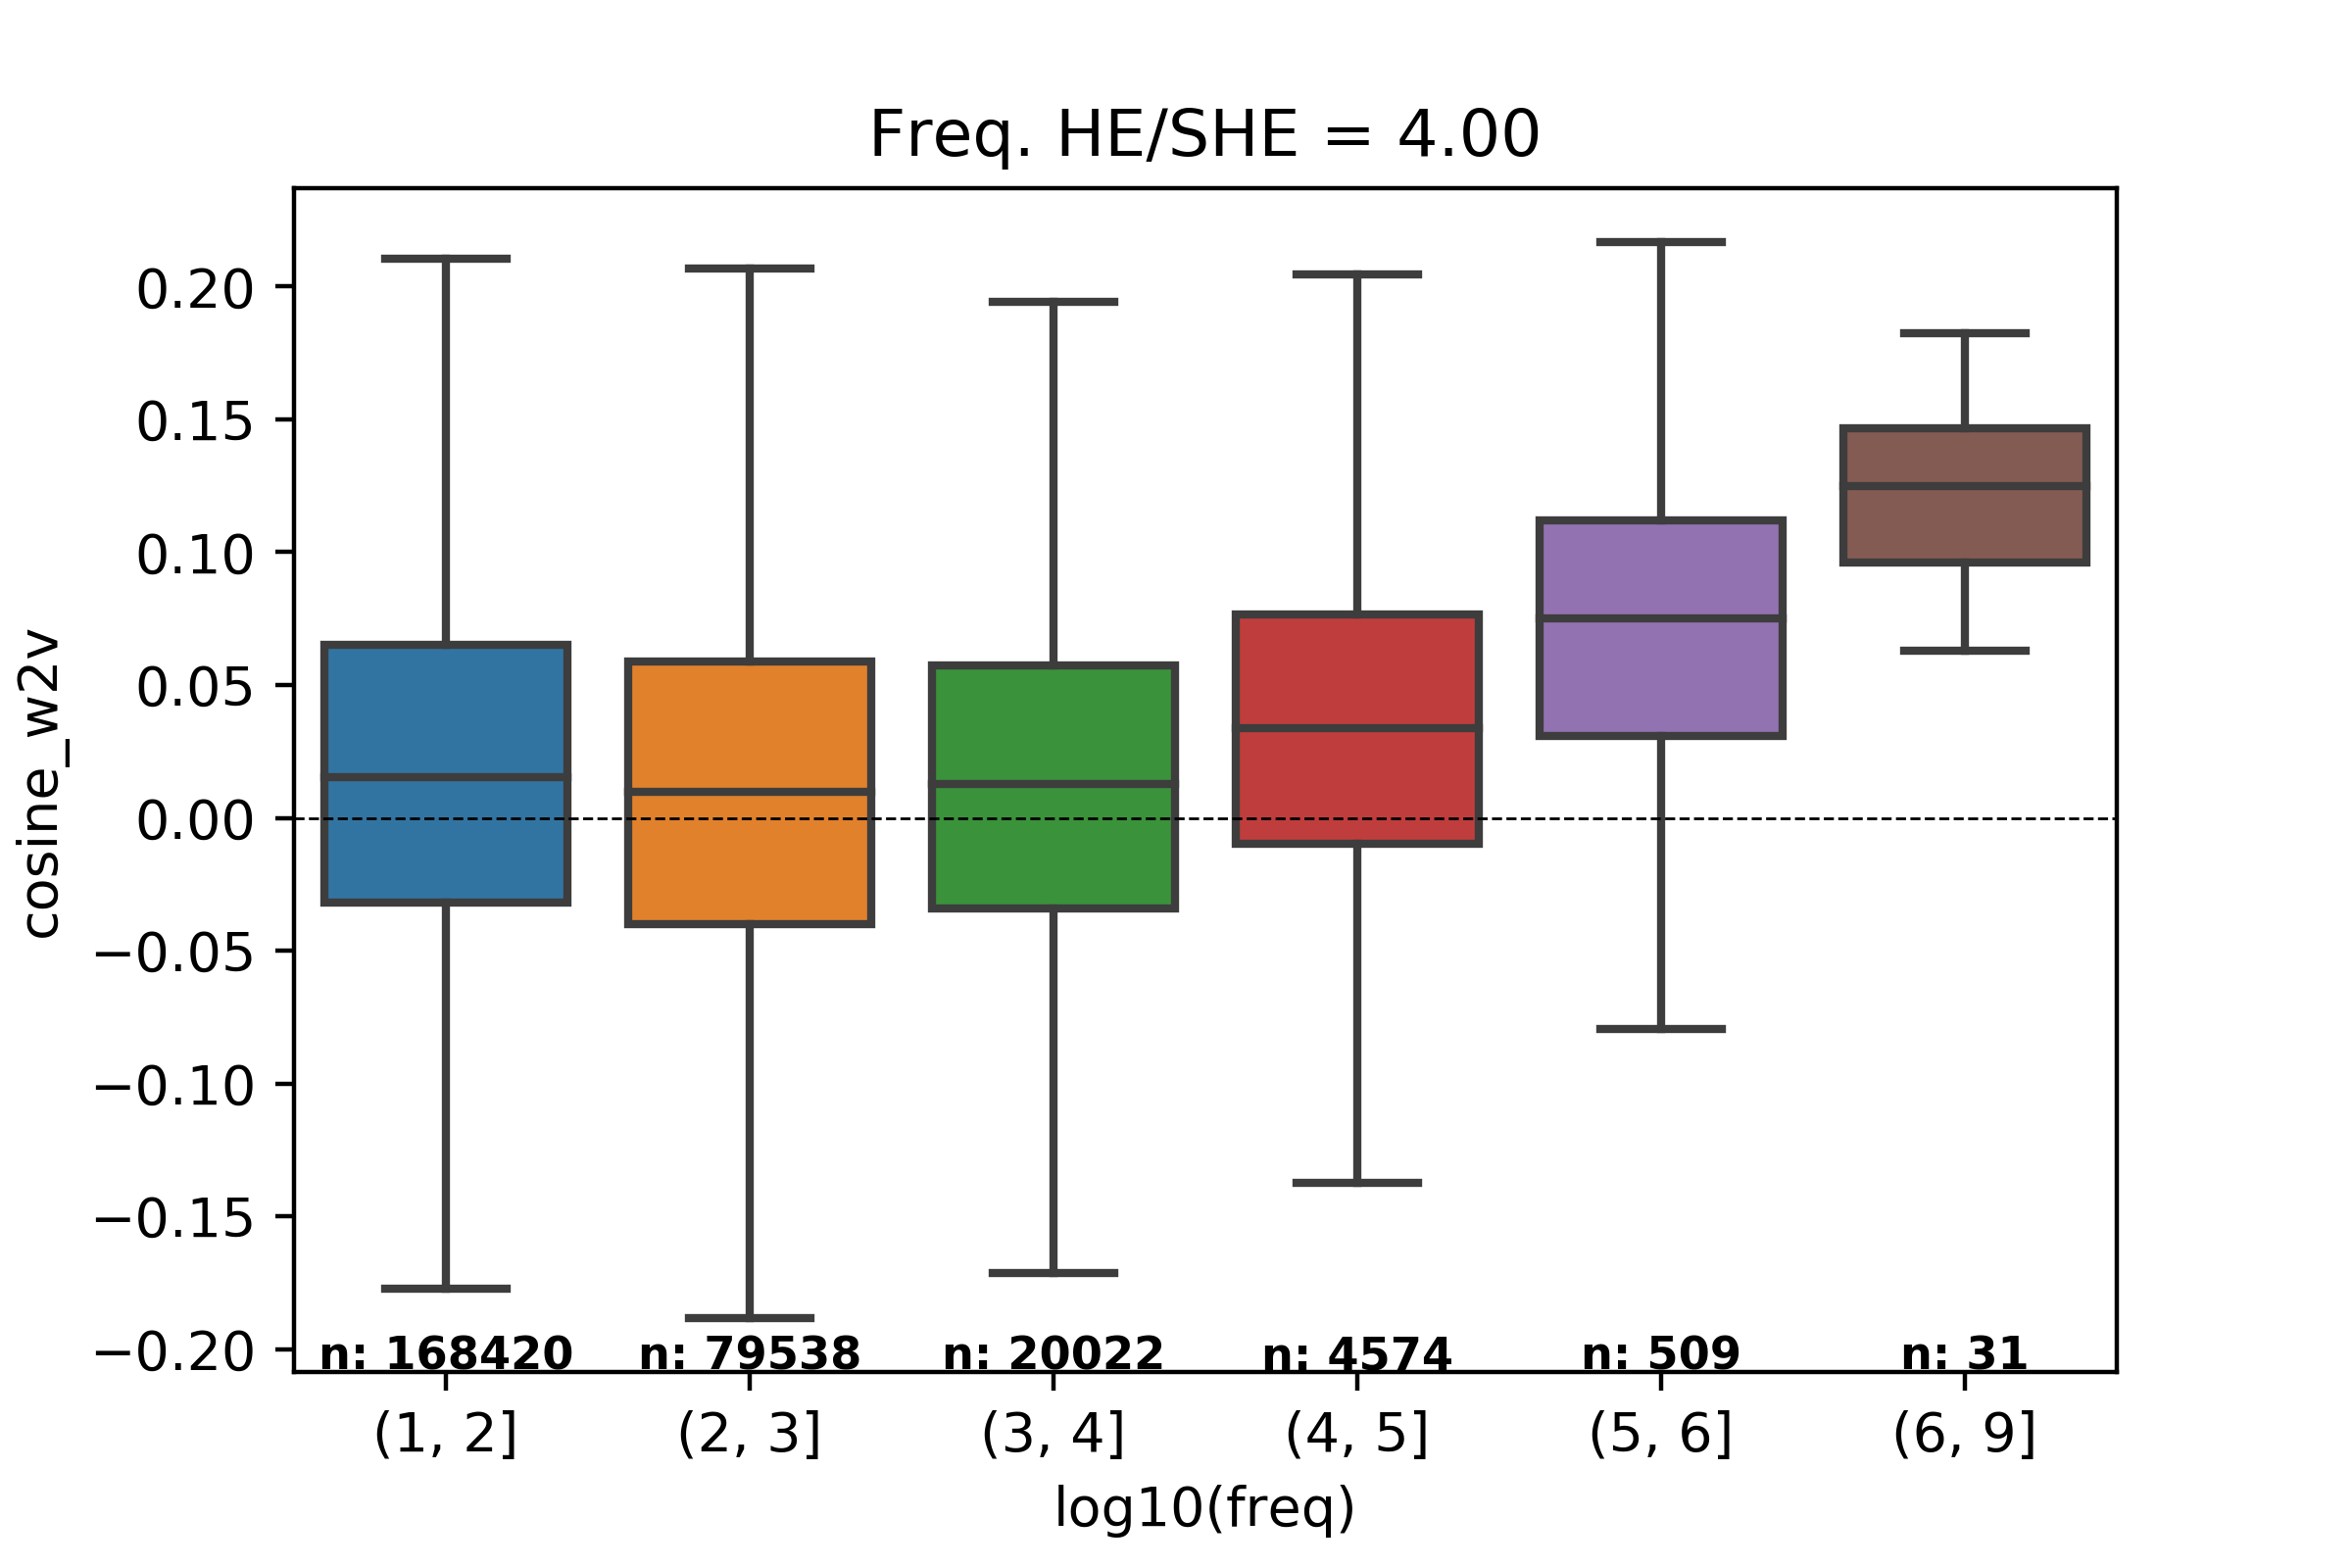 Freq. HE/SHE = 4.00
cosine_w2v
0.20
0.15
0.10
0.05
0.00
−0.05
−0.10
−0.15
−0.20
n: 168420 n: 79538 n: 20022 n: 4574 n: 509 n: 31
(1, 2] (2, 3] (3, 4] (4, 5] (5, 6] (6, 9]
log10(freq)